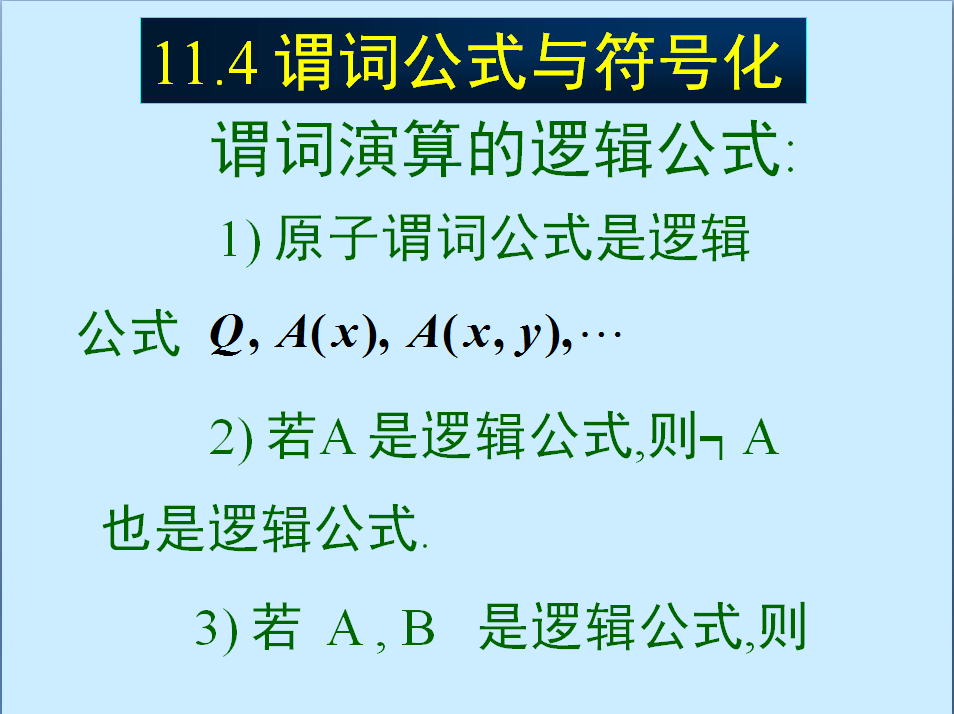 11.4 谓词公式与符号化
谓词演算的逻辑公式:
1) 原子谓词公式是逻辑
公式 Q, A(x), A(x, y),⋯
2) 若A 是逻辑公式,则┓A
也是逻辑公式.
3) 若 A , B 是逻辑公式,则